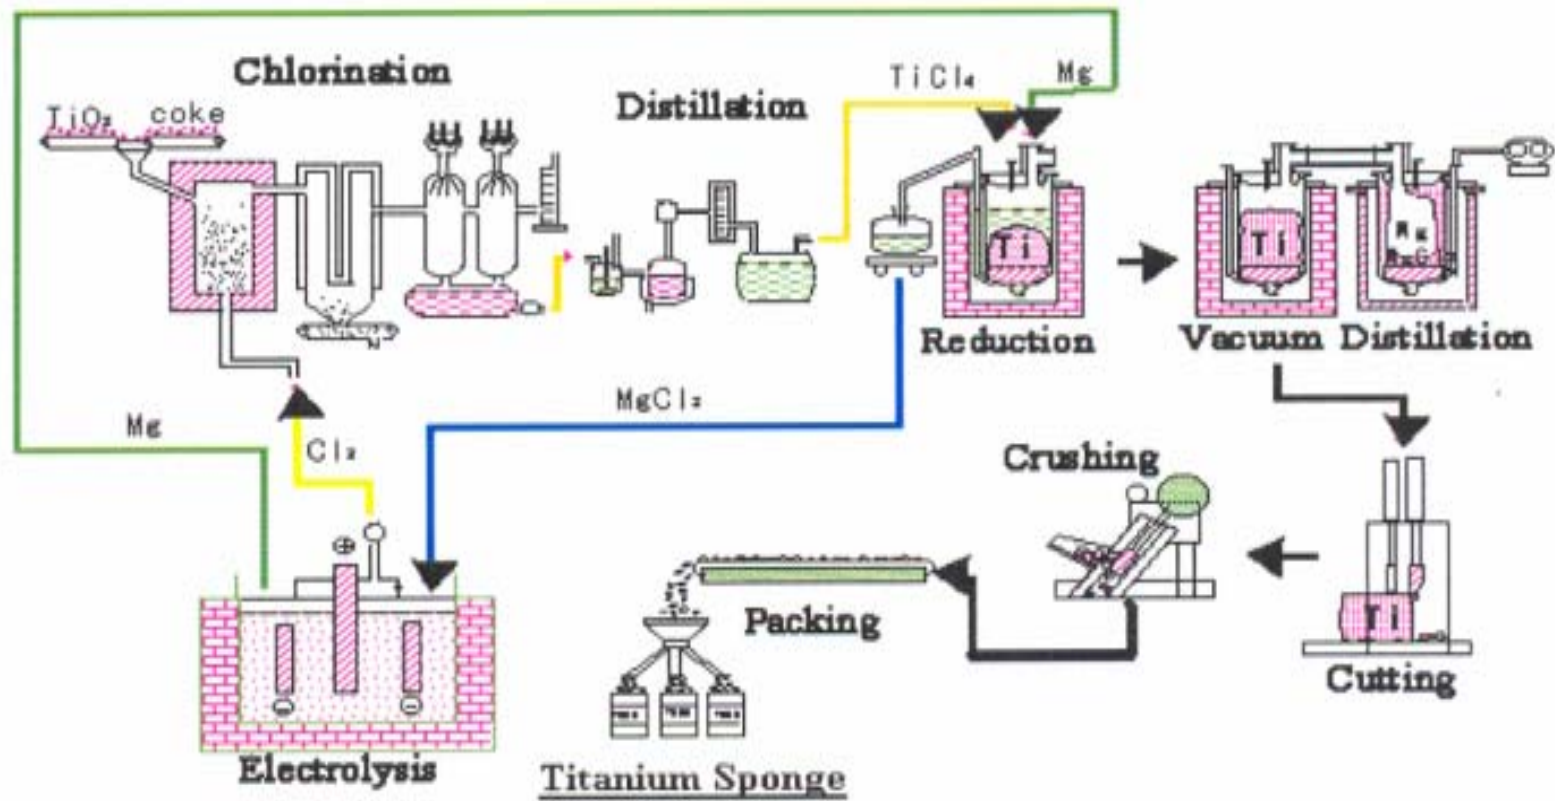 Chlorination
TiO₂ coke
Distillation
TiCl₄
Mg
Ti
Reduction
Ti
Vacuum Distillation
MgCl₂
Mg
Cl₂
Crushing
⊕
Packing
Ti
Cutting
⊖ ⊖
Electrolysis
Titanium Sponge